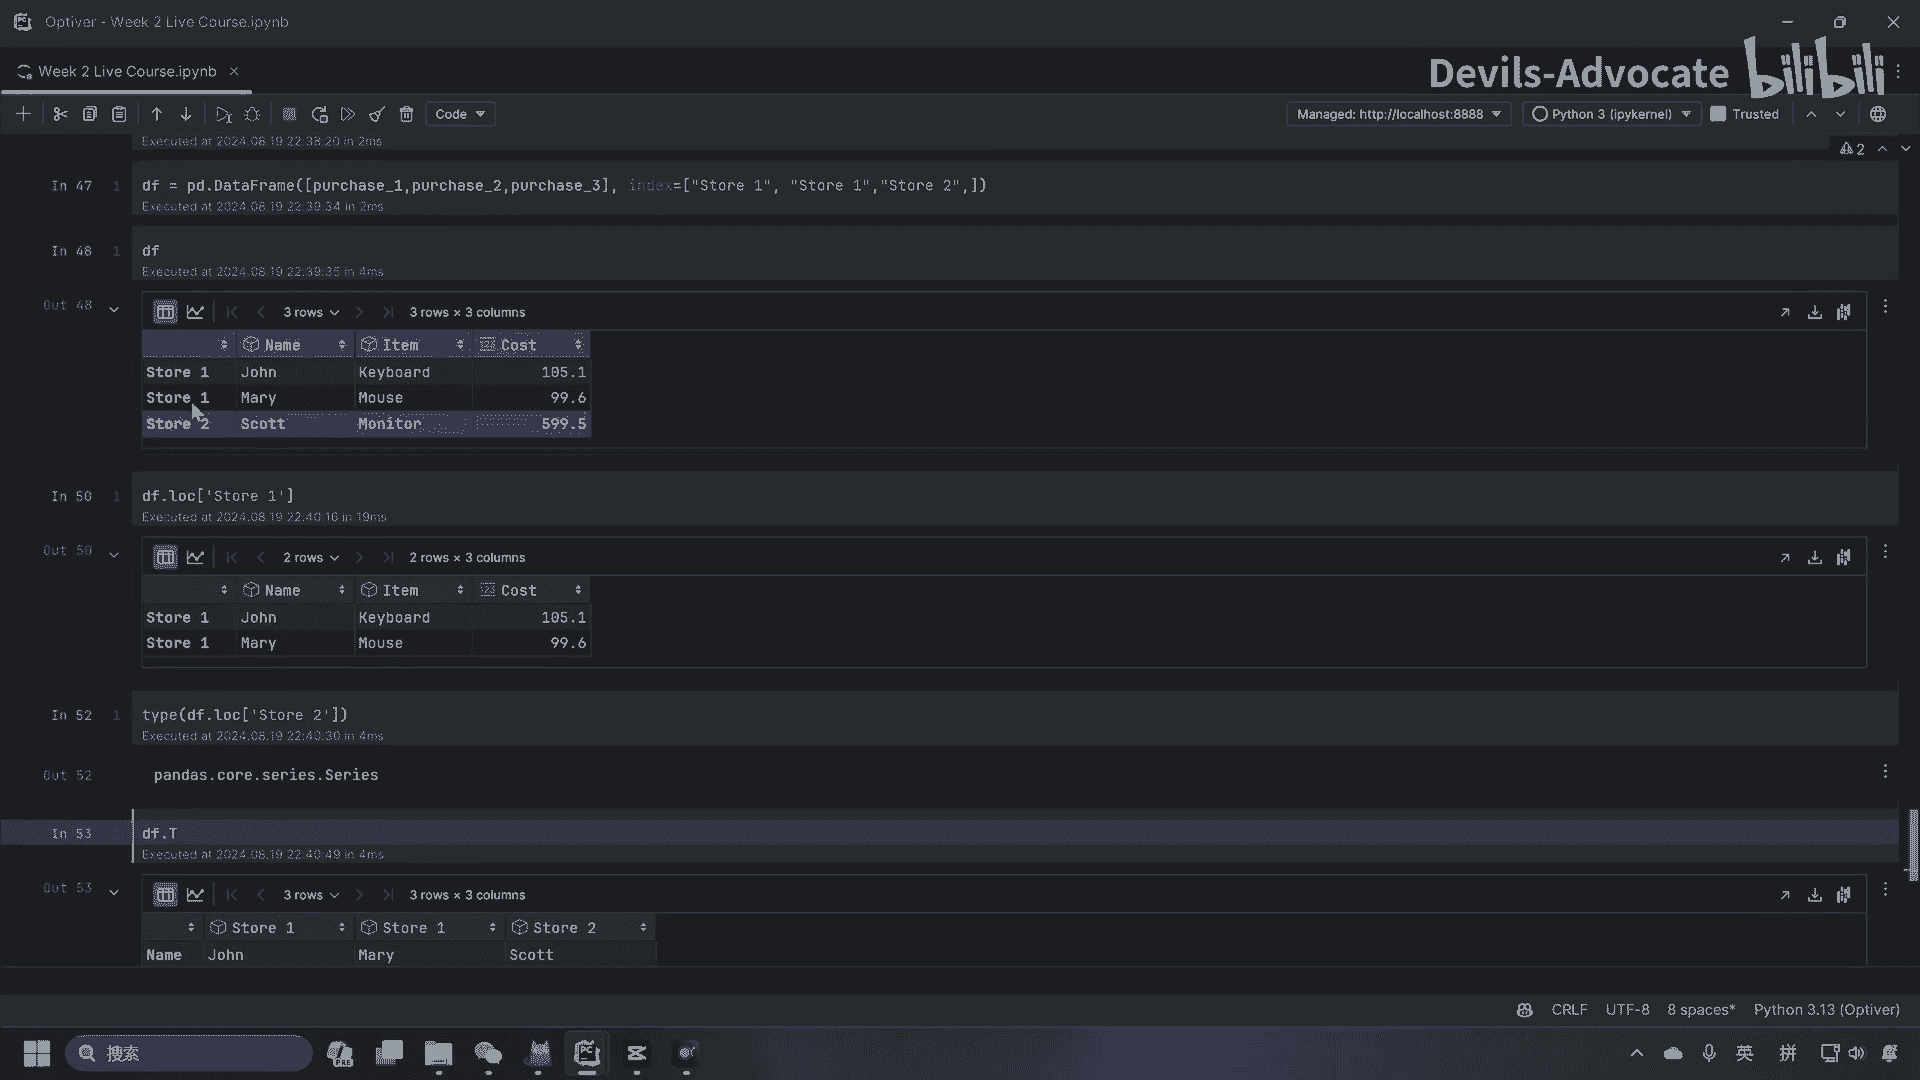 Optiver - Week 2 Live Course.ipynb
Week 2 Live Course.ipynb
Devils-Advocate
bilibili
Code
Managed: http://localhost:8888
Python 3 (ipykernel)
Trusted
Executed at 2024.08.19 22:38:20 in 2ms
2
In 47
1
df = pd.DataFrame([purchase_1,purchase_2,purchase_3], index=["Store 1", "Store 1","Store 2",])
Executed at 2024.08.19 22:39:34 in 2ms
In 48
1
df
Executed at 2024.08.19 22:39:35 in 4ms
Out 48
3 rows
3 rows × 3 columns
Name Item Cost
Store 1 John Keyboard 105.1
Store 1 Mary Mouse 99.6
Store 2 Scott Monitor 599.5
In 50
1
df.loc['Store 1']
Executed at 2024.08.19 22:40:16 in 19ms
Out 50
2 rows
2 rows × 3 columns
Name Item Cost
Store 1 John Keyboard 105.1
Store 1 Mary Mouse 99.6
In 52
1
type(df.loc['Store 2'])
Executed at 2024.08.19 22:40:30 in 4ms
Out 52
pandas.core.series.Series
In 53
df.T
Executed at 2024.08.19 22:40:49 in 4ms
Out 53
3 rows
3 rows × 3 columns
Store 1 Store 1 Store 2
Name John Mary Scott
CRLF
UTF-8
8 spaces*
Python 3.13 (Optiver)
搜索
英
拼